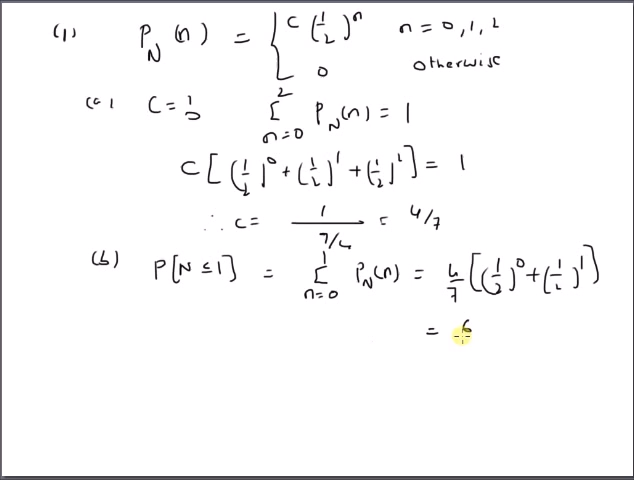 (1) P_N(n) = { C (1/2)^n n = 0, 1, 2
0 otherwise
(a) C = ? Σ_{n=0}^{2} P_N(n) = 1
C [ (1/2)^0 + (1/2)^1 + (1/2)^2 ] = 1
∴ C = 1 / (7/4) = 4/7
(b) P[N ≤ 1] = Σ_{n=0}^{1} P_N(n) = 4/7 [ (1/2)^0 + (1/2)^1 ]
= 6